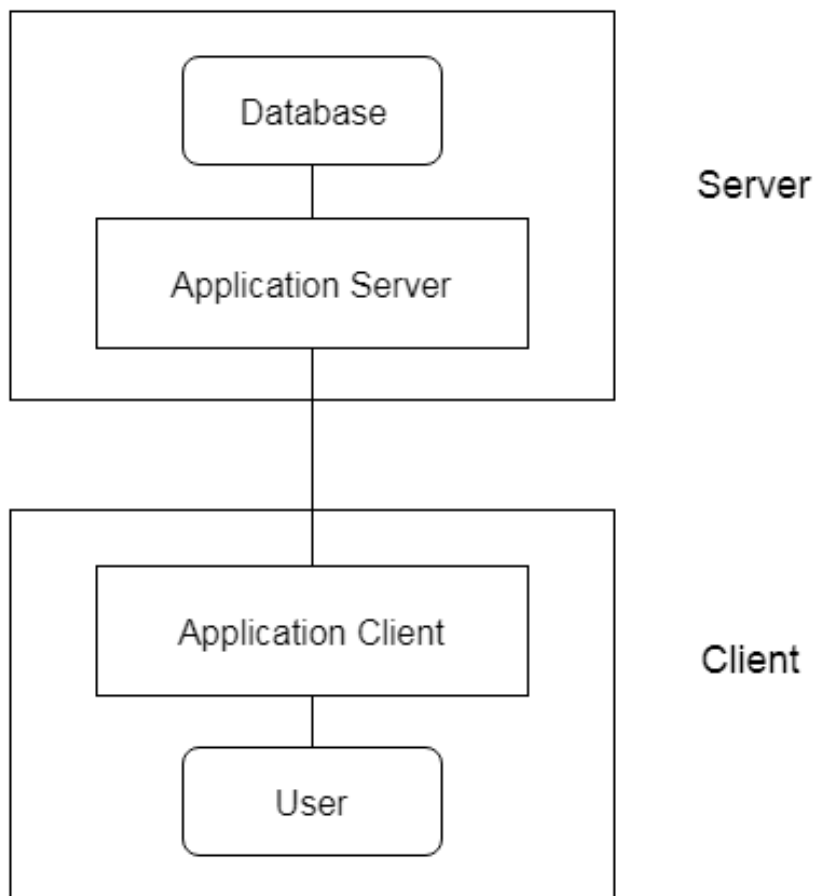 Database
Server
Application Server
Application Client
Client
User